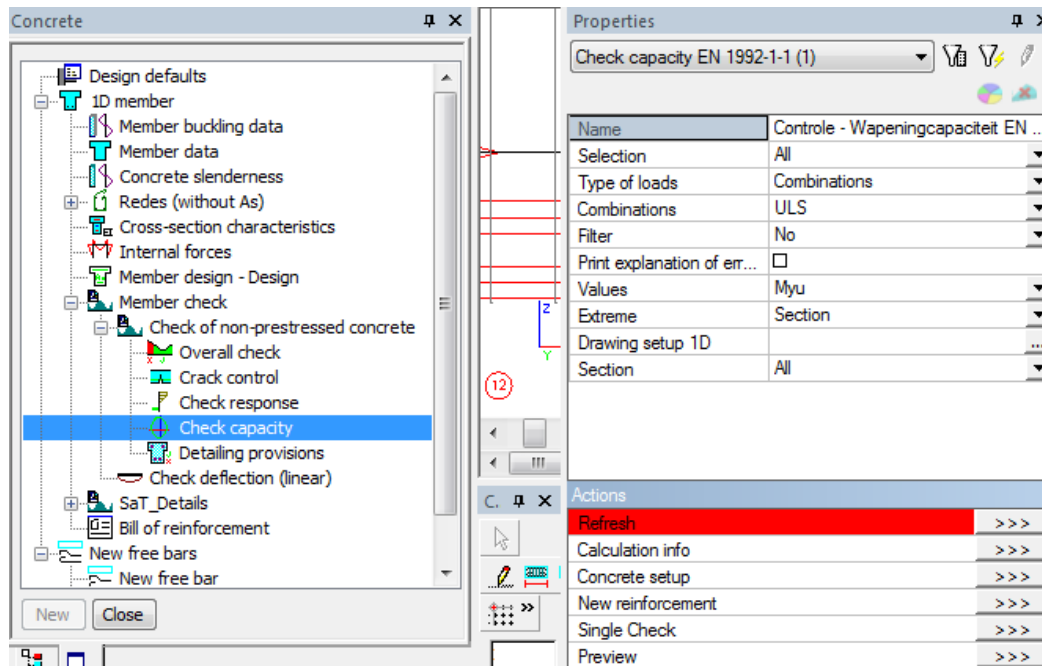 Concrete
Design defaults
1D member
Member buckling data
Member data
Concrete slenderness
Redes (without As)
Cross-section characteristics
Internal forces
Member design - Design
Member check
Check of non-prestressed concrete
Overall check
Crack control
Check response
Check capacity
Detailing provisions
Check deflection (linear)
SaT_Details
Bill of reinforcement
New free bars
New free bar
New Close
Z
Y
12
C.
Properties
Check capacity EN 1992-1-1 (1)
Name Controle - Wapeningcapaciteit EN ...
Selection All
Type of loads Combinations
Combinations ULS
Filter No
Print explanation of err...
Values Myu
Extreme Section
Drawing setup 1D ...
Section All
Actions
Refresh >>>
Calculation info >>>
Concrete setup >>>
New reinforcement >>>
Single Check >>>
Preview >>>